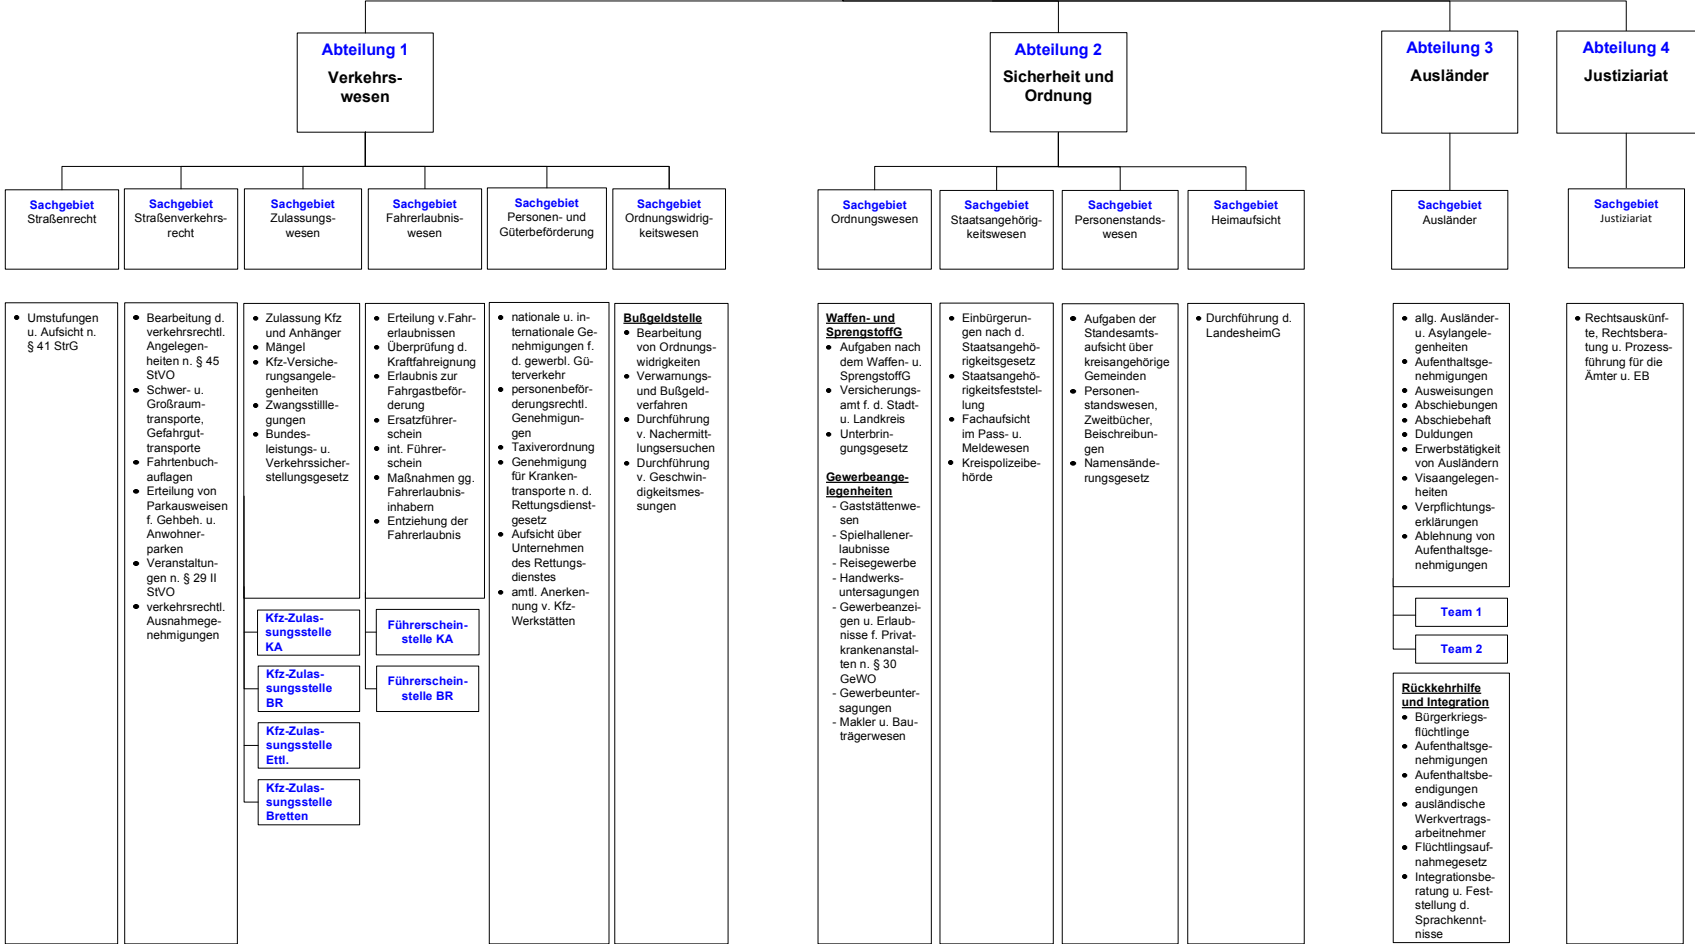 Abteilung 1
Verkehrs-
wesen
Abteilung 2
Sicherheit und
Ordnung
Abteilung 3
Ausländer
Abteilung 4
Justiziariat
Sachgebiet
Straßenrecht
Sachgebiet
Straßenverkehrs-
recht
Sachgebiet
Zulassungs-
wesen
Sachgebiet
Fahrerlaubnis-
wesen
Sachgebiet
Personen- und
Güterbeförderung
Sachgebiet
Ordnungswidrig-
keitswesen
Sachgebiet
Ordnungswesen
Sachgebiet
Staatsangehörig-
keitswesen
Sachgebiet
Personenstands-
wesen
Sachgebiet
Heimaufsicht
Sachgebiet
Ausländer
Sachgebiet
Justiziariat
• Umstufungen
u. Aufsicht n.
§ 41 StrG
• Bearbeitung d.
verkehrsrechtl.
Angelegen-
heiten n. § 45
StVO
• Schwer- u.
Großraum-
transporte,
Gefahrgut-
transporte
• Fahrtenbuch-
auflagen
• Erteilung von
Parkausweisen
f. Gehbeh. u.
Anwohner-
parken
• Veranstaltun-
gen n. § 29 II
StVO
• verkehrsrechtl.
Ausnahmege-
nehmigungen
• Zulassung Kfz
und Anhänger
• Mängel
• Kfz-Versiche-
rungsangele-
genheiten
• Zwangsstillle-
gungen
• Bundes-
leistungs- u.
Verkehrssicher-
stellungsgesetz
Kfz-Zulas-
sungsstelle
KA
Kfz-Zulas-
sungsstelle
BR
Kfz-Zulas-
sungsstelle
Ettl.
Kfz-Zulas-
sungsstelle
Bretten
• Erteilung v.Fahr-
erlaubnissen
• Überprüfung d.
Kraftfahreignung
• Erlaubnis zur
Fahrgastbeför-
derung
• Ersatzführer-
schein
• int. Führer-
schein
• Maßnahmen gg.
Fahrerlaubnis-
inhabern
• Entziehung der
Fahrerlaubnis
Führerschein-
stelle KA
Führerschein-
stelle BR
• nationale u. in-
ternationale Ge-
nehmigungen f.
d. gewerbl. Gü-
terverkehr
• personenbeför-
derungsrechtl.
Genehmigun-
gen
• Taxiverordnung
• Genehmigung
für Kranken-
transporte n. d.
Rettungsdienst-
gesetz
• Aufsicht über
Unternehmen
des Rettungs-
dienstes
• amtl. Anerken-
nung v. Kfz-
Werkstätten
Bußgeldstelle
• Bearbeitung
von Ordnungs-
widrigkeiten
• Verwarnungs-
und Bußgeld-
verfahren
• Durchführung
v. Nachermitt-
lungsersuchen
• Durchführung
v. Geschwin-
digkeitsmes-
sungen
Waffen- und
SprengstoffG
• Aufgaben nach
dem Waffen- u.
SprengstoffG
• Versicherungs-
amt f. d. Stadt-
u. Landkreis
• Unterbrin-
gungsgesetz
Gewerbeange-
legenheiten
- Gaststättenwe-
sen
- Spielhallener-
laubnisse
- Reisegewerbe
- Handwerks-
untersagungen
- Gewerbeanzei-
gen u. Erlaub-
nisse f. Privat-
krankenanstal-
ten n. § 30
GeWO
- Gewerbeunter-
sagungen
- Makler u. Bau-
trägerwesen
• Einbürgerun-
gen nach d.
Staatsangehö-
rigkeitsgesetz
• Staatsangehö-
rigkeitsfeststel-
lung
• Fachaufsicht
im Pass- u.
Meldewesen
• Kreispolizeibe-
hörde
• Aufgaben der
Standesamts-
aufsicht über
kreisangehörige
Gemeinden
• Personen-
standswesen,
Zweitbücher,
Beischreibun-
gen
• Namensände-
rungsgesetz
• Durchführung d.
LandesheimG
• allg. Ausländer-
u. Asylangele-
genheiten
• Aufenthaltsge-
nehmigungen
• Ausweisungen
• Abschiebungen
• Abschiebehaft
• Duldungen
• Erwerbstätigkeit
von Ausländern
• Visaangelegen-
heiten
• Verpflichtungs-
erklärungen
• Ablehnung von
Aufenthaltsge-
nehmigungen
Team 1
Team 2
Rückkehrhilfe
und Integration
• Bürgerkriegs-
flüchtlinge
• Aufenthaltsge-
nehmigungen
• Aufenthaltsbe-
endigungen
• ausländische
Werkvertrags-
arbeitnehmer
• Flüchtlingsauf-
nahmegesetz
• Integrationsbe-
ratung u. Fest-
stellung d.
Sprachkennt-
nisse
• Rechtsauskünf-
te, Rechtsbera-
tung u. Prozess-
führung für die
Ämter u. EB